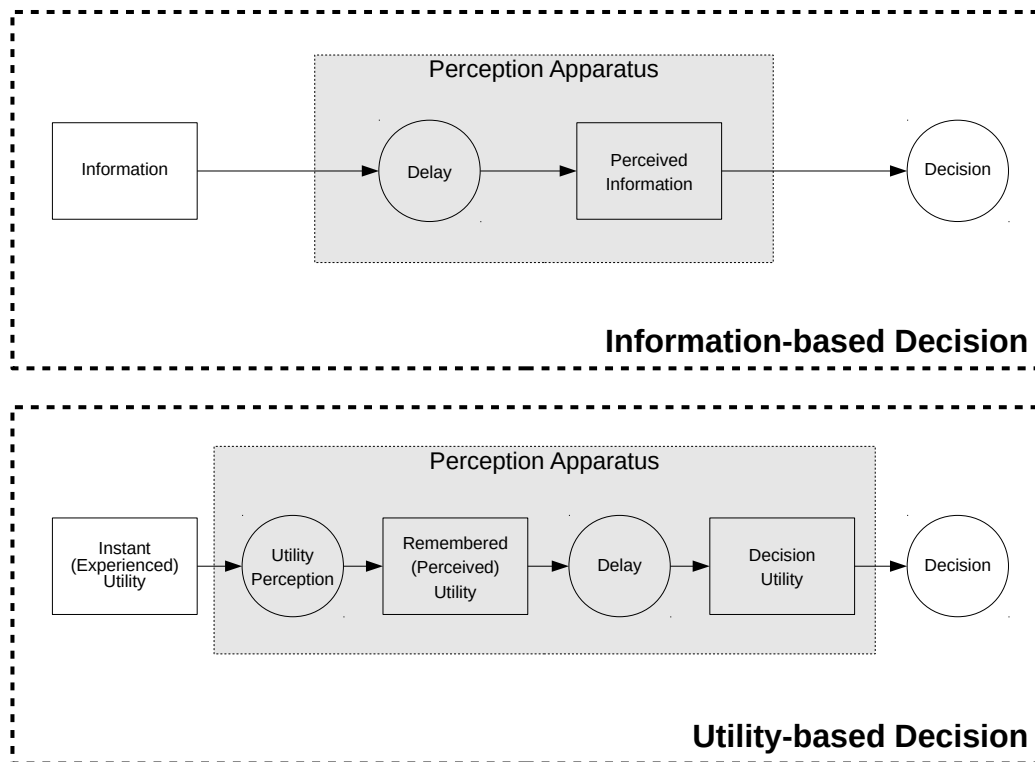 Perception Apparatus
Information
Delay
Perceived
Information
Decision
Information-based Decision
Perception Apparatus
Instant
(Experienced)
Utility
Utility
Perception
Remembered
(Perceived)
Utility
Delay
Decision
Utility
Decision
Utility-based Decision